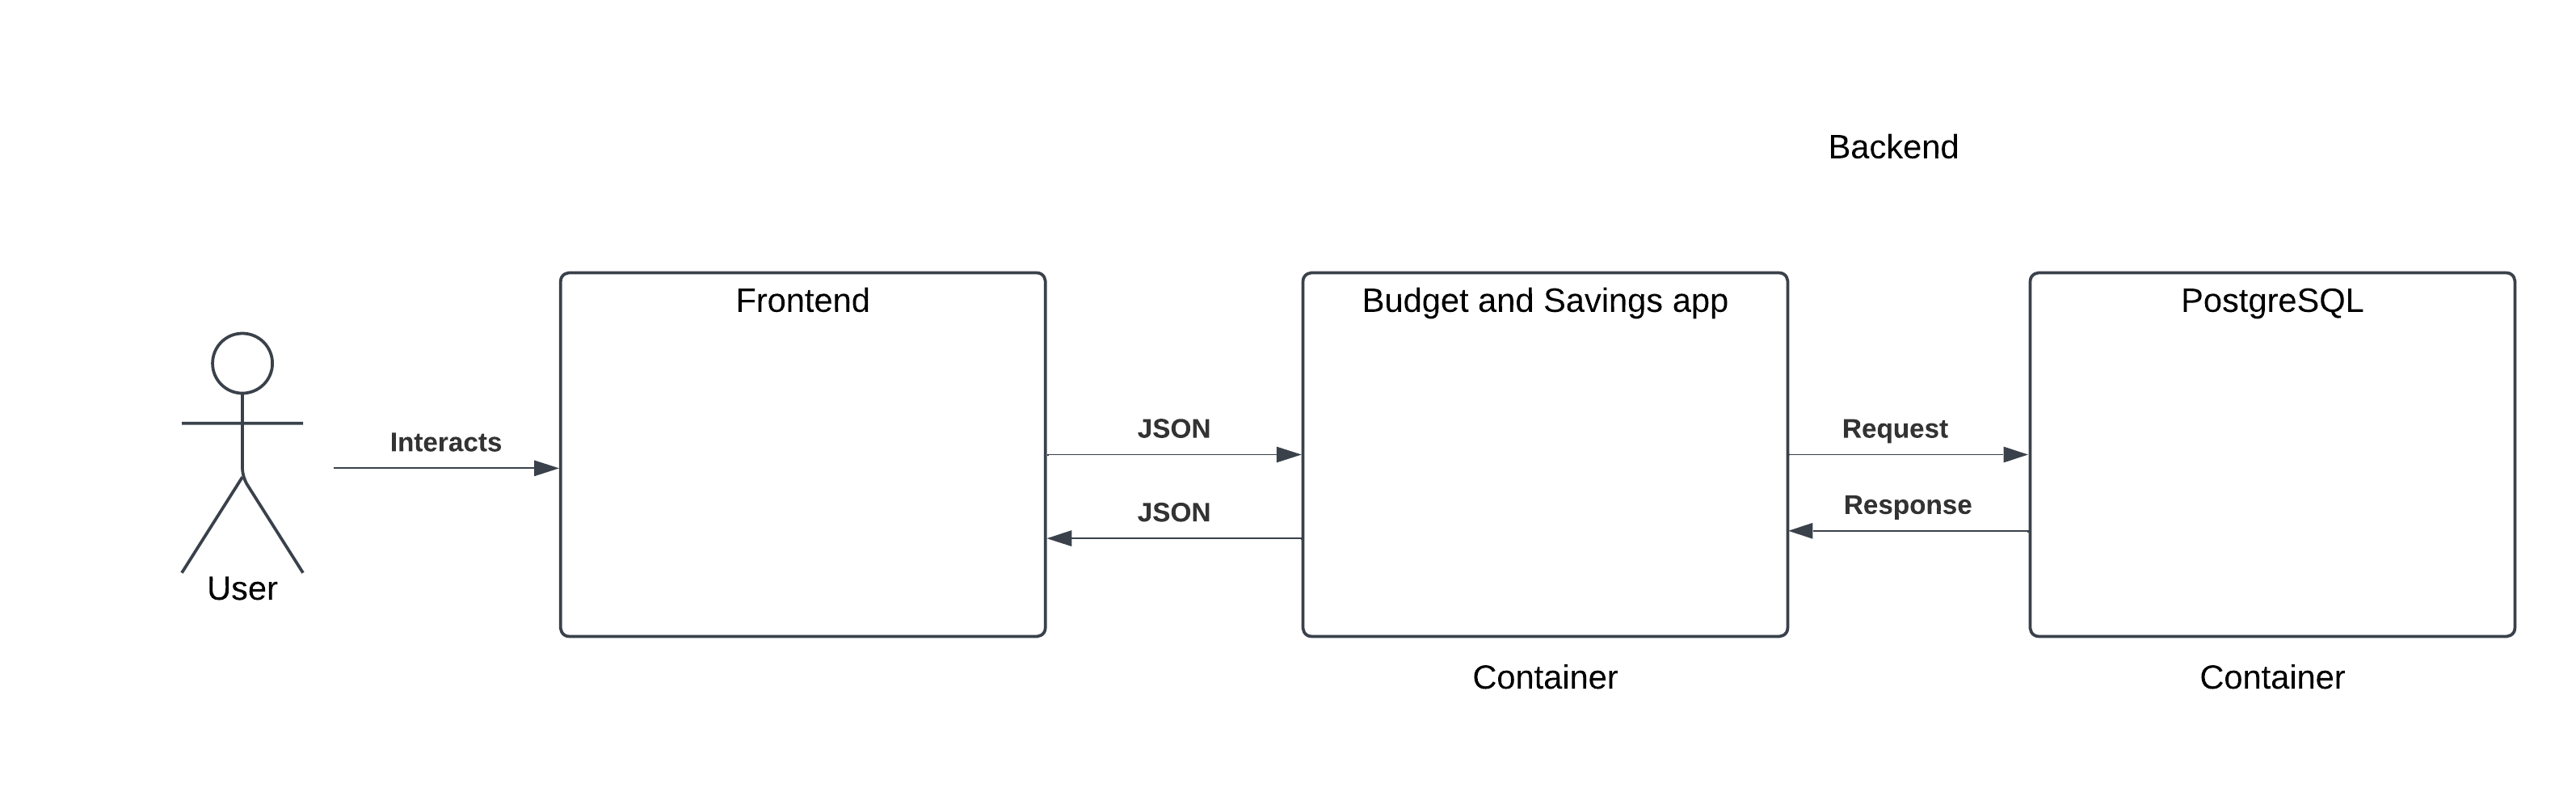 Backend
Frontend
Budget and Savings app
PostgreSQL
Interacts
JSON
Request
JSON
Response
User
Container
Container